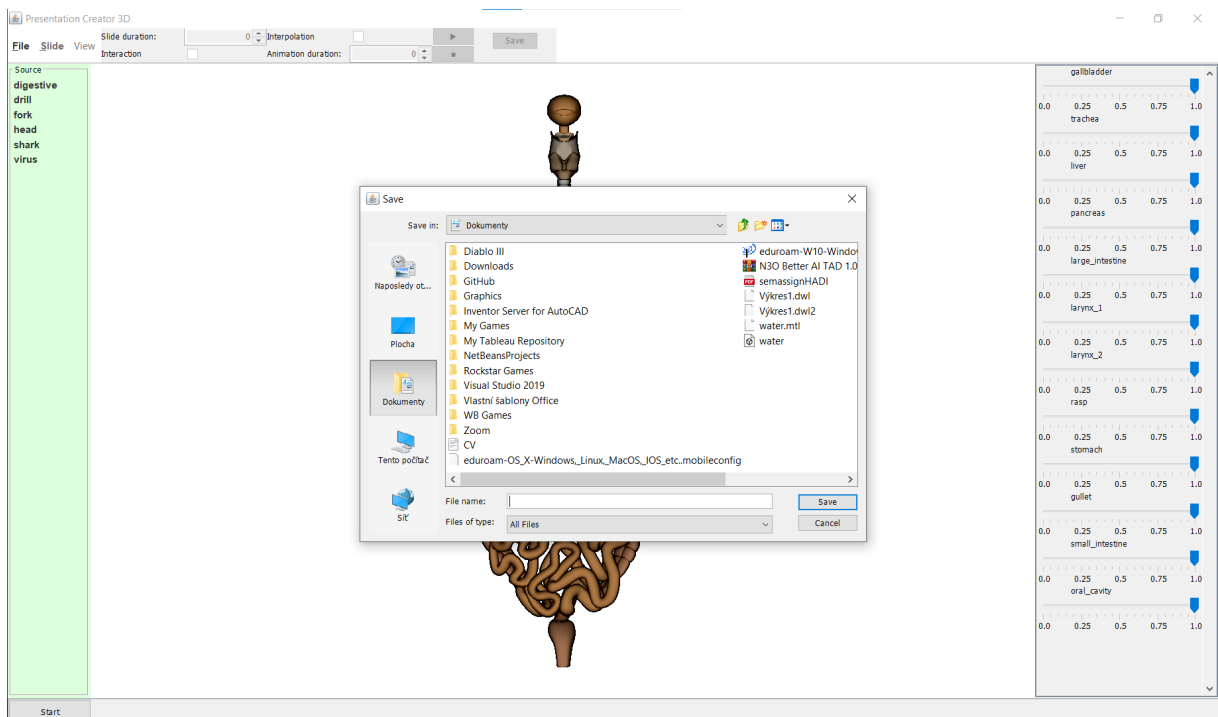 Presentation Creator 3D
File Slide View
Slide duration: 0 Interpolation
Interaction Animation duration: 0
Save
Source
digestive
drill
fork
head
shark
virus
Save
Save in: Dokumenty
Naposledy ot...
Plocha
Dokumenty
Tento počítač
Síť
Diablo III
Downloads
GitHub
Graphics
Inventor Server for AutoCAD
My Games
My Tableau Repository
NetBeansProjects
Rockstar Games
Visual Studio 2019
Vlastní šablony Office
WB Games
Zoom
CV
eduroam-OS_X-Windows,_Linux,_MacOS,_IOS_etc..mobileconfig
eduroam-W10-Windov
N3O Better AI TAD 1.0
semassignHADI
Výkres1.dwl
Výkres1.dwl2
water.mtl
water
File name: Save
Files of type: All Files Cancel
gallbladder
0.0 0.25 0.5 0.75 1.0
trachea
0.0 0.25 0.5 0.75 1.0
liver
0.0 0.25 0.5 0.75 1.0
pancreas
0.0 0.25 0.5 0.75 1.0
large_intestine
0.0 0.25 0.5 0.75 1.0
larynx_1
0.0 0.25 0.5 0.75 1.0
larynx_2
0.0 0.25 0.5 0.75 1.0
rasp
0.0 0.25 0.5 0.75 1.0
stomach
0.0 0.25 0.5 0.75 1.0
gullet
0.0 0.25 0.5 0.75 1.0
small_intestine
0.0 0.25 0.5 0.75 1.0
oral_cavity
0.0 0.25 0.5 0.75 1.0
Start